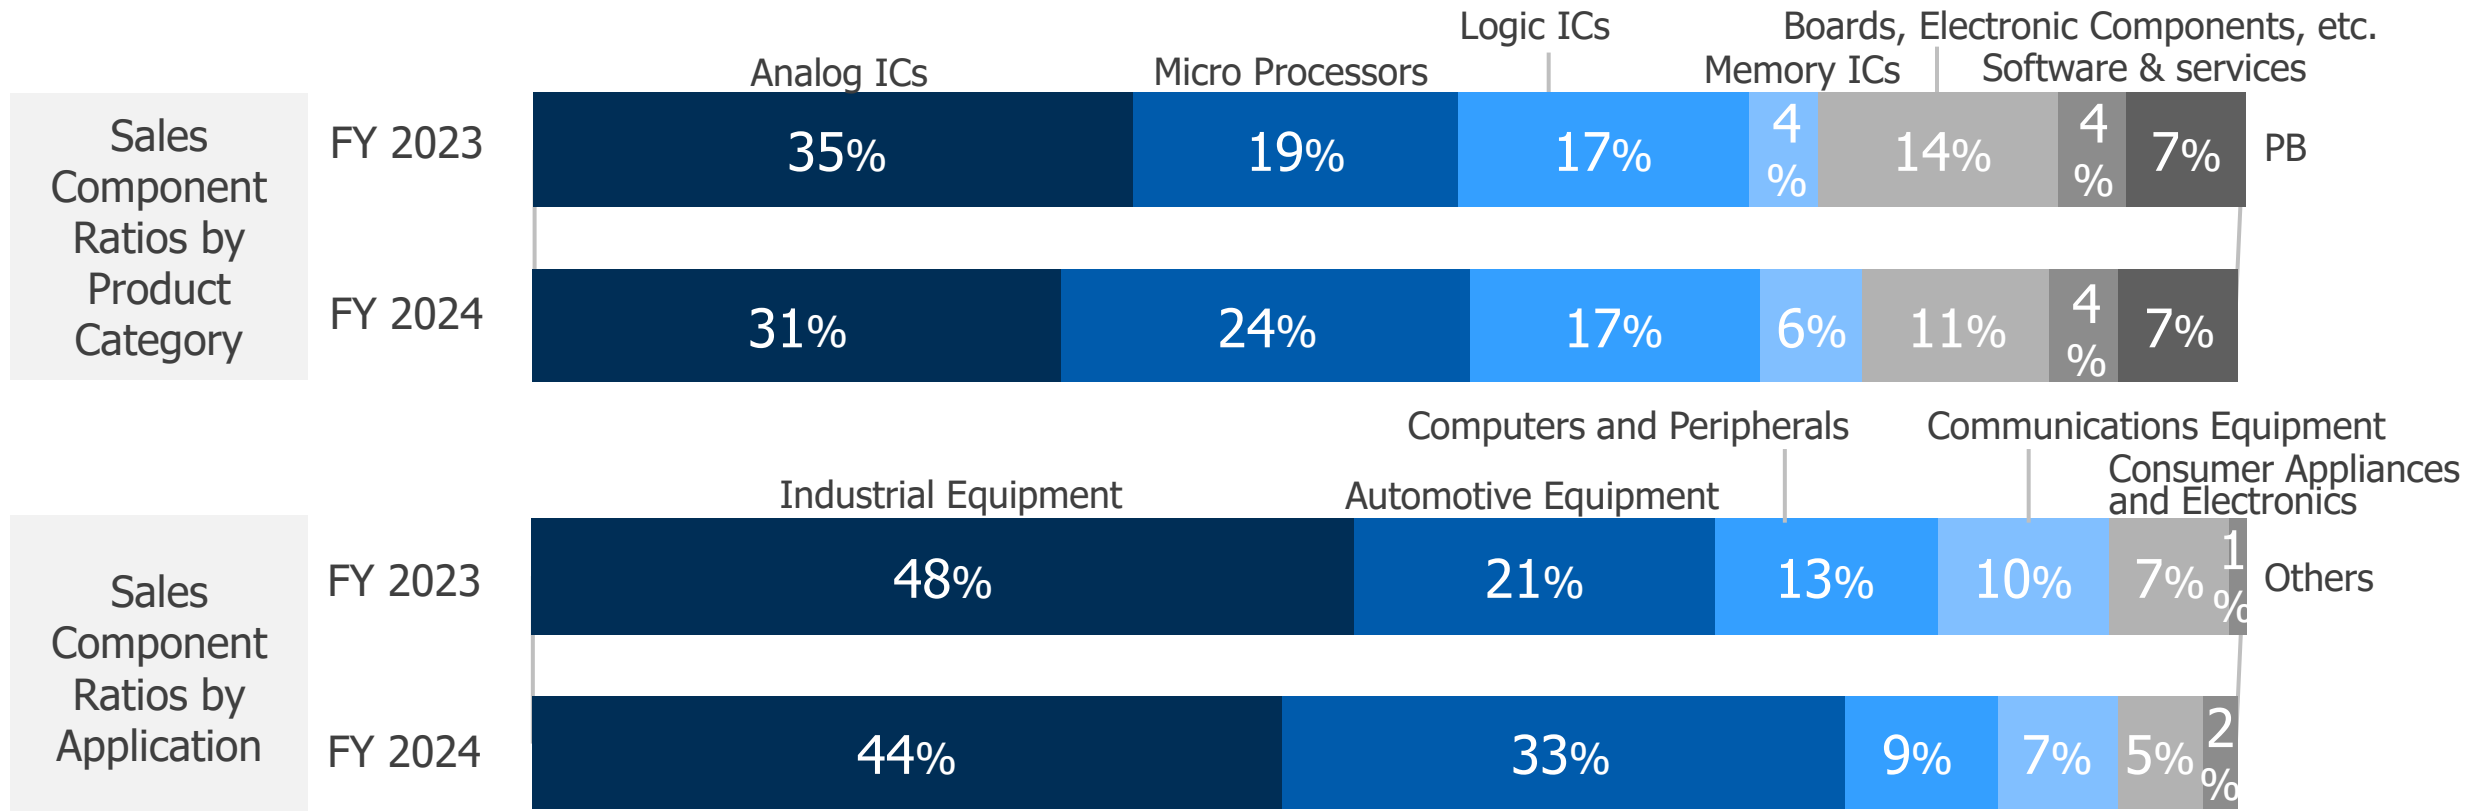 Logic ICs
Boards, Electronic Components, etc.
Analog ICs
Micro Processors
Memory ICs
Software & services
Sales
Component
Ratios by
Product
Category
FY 2023
35%
19%
17%
4
%
14%
4
%
7%
PB
FY 2024
31%
24%
17%
6%
11%
4
%
7%
Computers and Peripherals
Communications Equipment
Industrial Equipment
Automotive Equipment
Consumer Appliances
and Electronics
Sales
Component
Ratios by
Application
FY 2023
48%
21%
13%
10%
7%
1
%
Others
FY 2024
44%
33%
9%
7%
5%
2
%